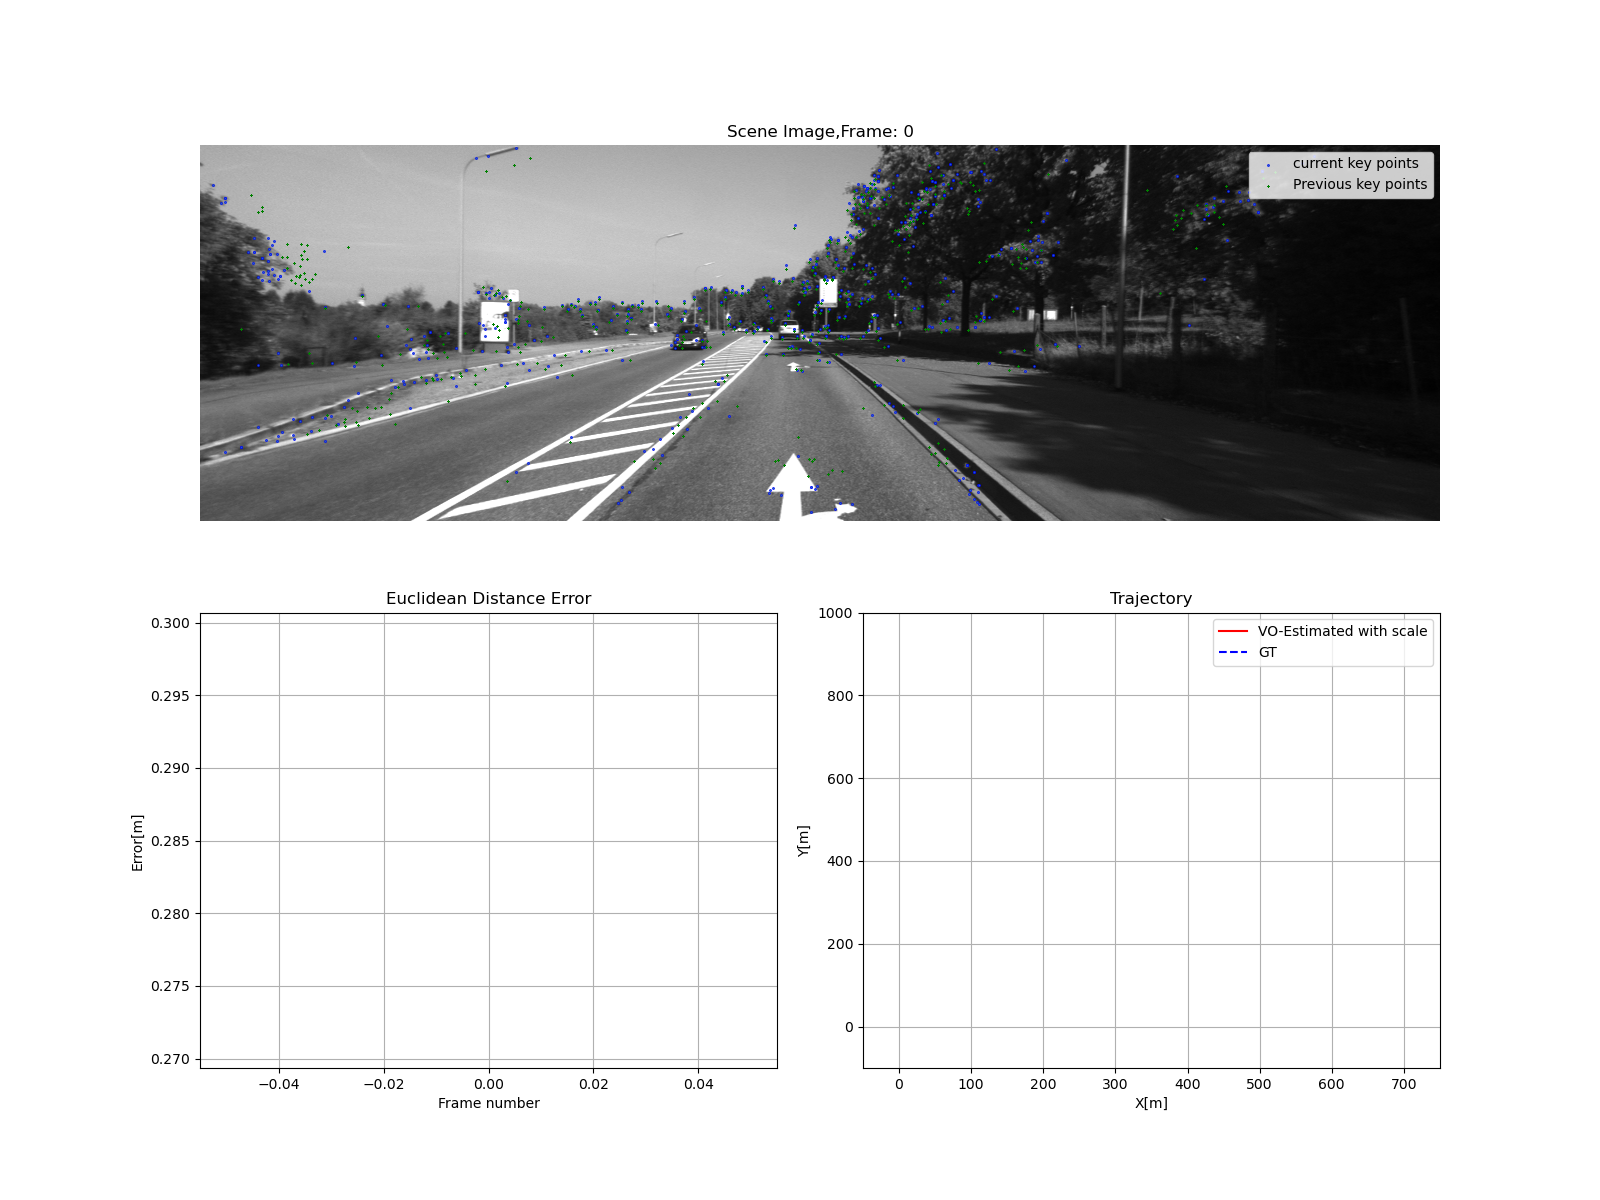 Scene Image,Frame: 0
current key points
Previous key points
Euclidean Distance Error
0.300
0.295
0.290
0.285
0.280
0.275
0.270
Error[m]
−0.04
−0.02
0.00
0.02
0.04
Frame number
Trajectory
VO-Estimated with scale
GT
1000
800
600
400
200
0
Y[m]
0
100
200
300
400
500
600
700
X[m]